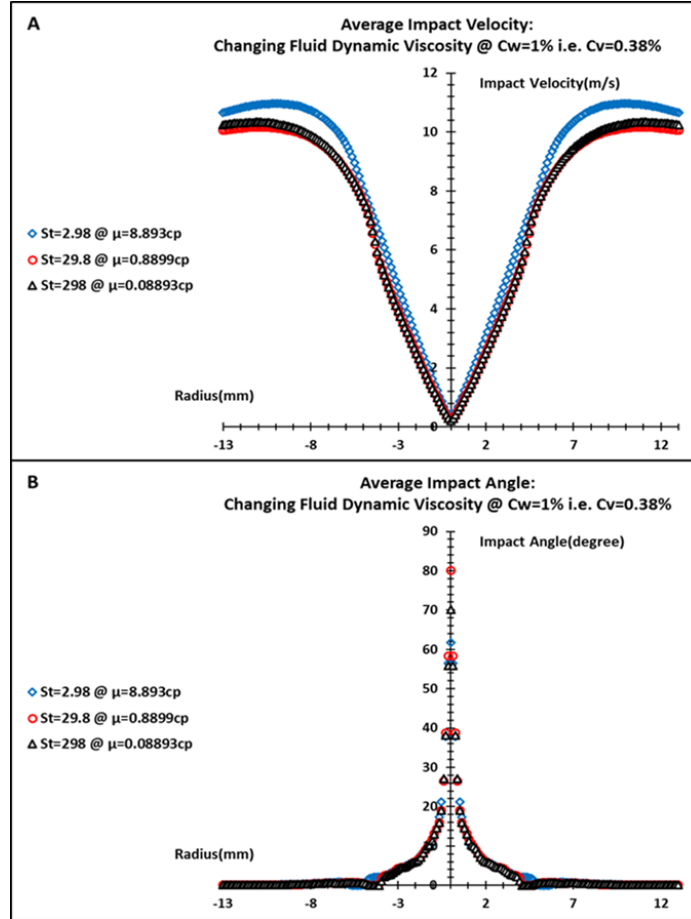 A
Average Impact Velocity:
Changing Fluid Dynamic Viscosity @ Cw=1% i.e. Cv=0.38%
12
Impact Velocity(m/s)
10
8
St=2.98 @ μ=8.893cp
St=29.8 @ μ=0.8899cp
6
St=298 @ μ=0.08893cp
4
2
Radius(mm)
0
-13 -8 -3 2 7
B
Average Impact Angle:
Changing Fluid Dynamic Viscosity @ Cw=1% i.e. Cv=0.38%
90
Impact Angle(degree)
80
70
60
50
St=2.98 @ μ=8.893cp
St=29.8 @ μ=0.8899cp
40
St=298 @ μ=0.08893cp
30
20
10
Radius(mm)
0
-13 -8 -3 2 7